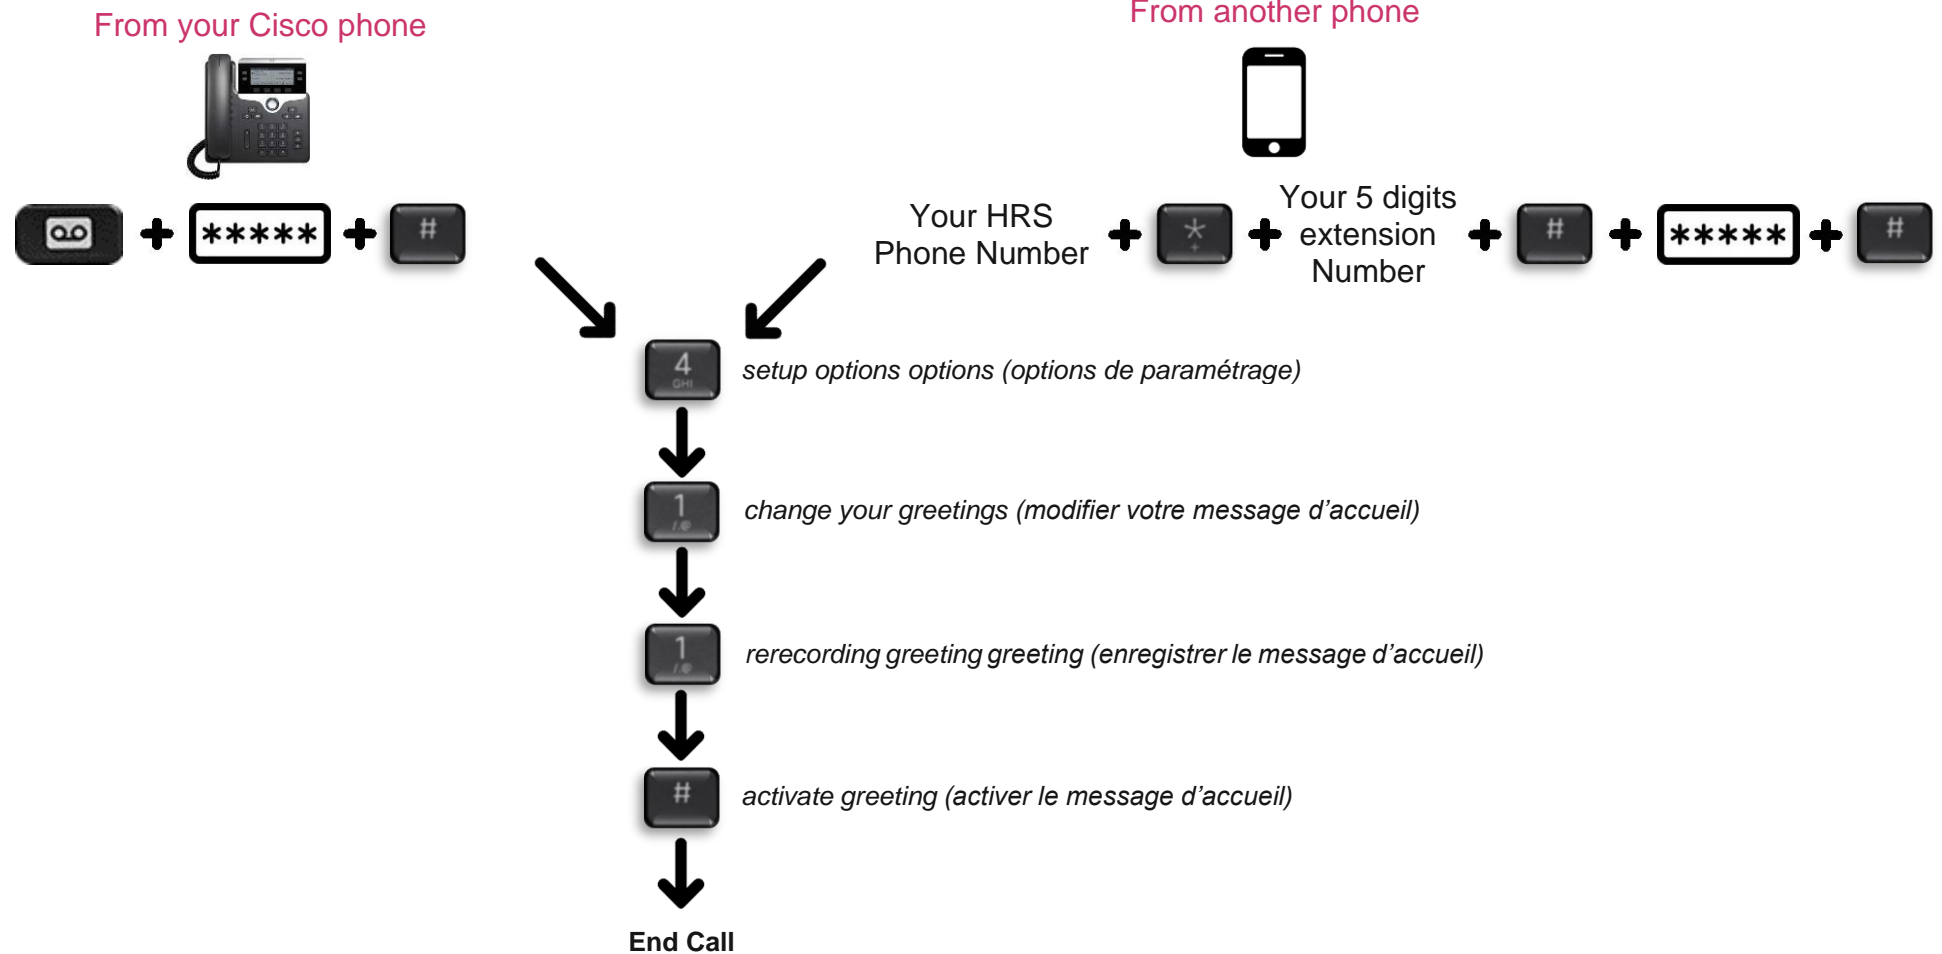 From your Cisco phone
From another phone
***** #
Your HRS
Phone Number
*
+
Your 5 digits
extension
Number
# ***** #
4
GHI
setup options options (options de paramétrage)
1
/.@
change your greetings (modifier votre message d’accueil)
1
/.@
rerecording greeting greeting (enregistrer le message d’accueil)
#
activate greeting (activer le message d’accueil)
End Call